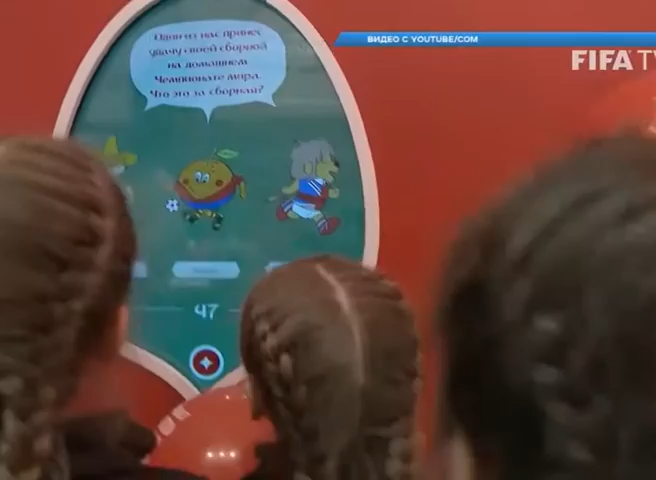 ВИДЕО С YOUTUBE/COM
FIFA TV
Один из нас принес
удачу своей сборной
на домашнем
Чемпионате мира.
Что это за сборная?
47